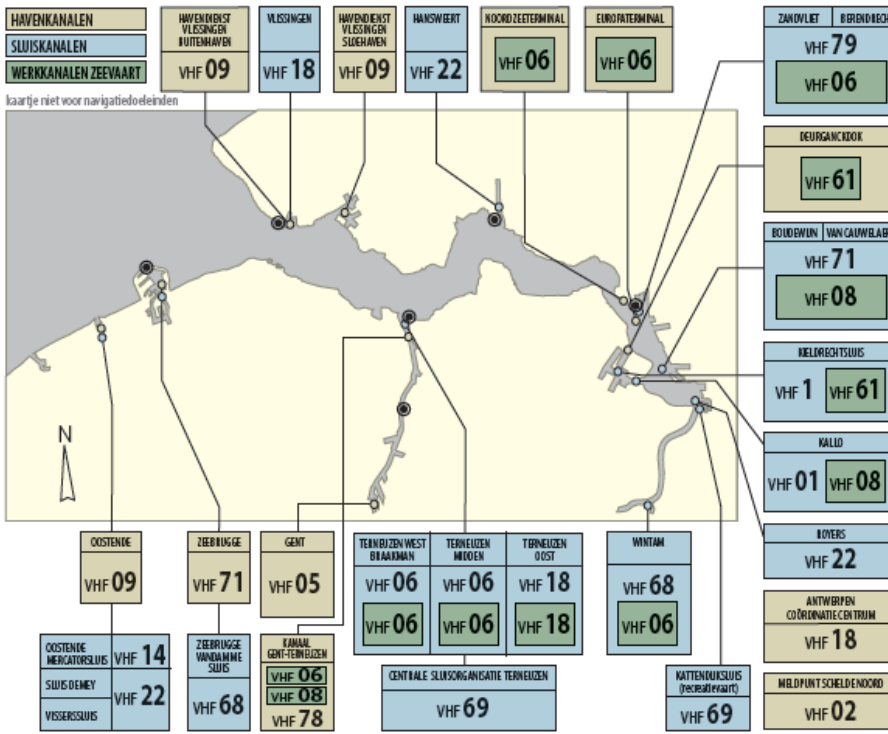 HAVENKANALEN
SLUISKANALEN
WERKKANALEN ZEEVAART
kaartje niet voor navigatiedoeleinden
HAVENDIENST
VLISSINGEN
BUITENHAVEN
VHF 09
VLISSINGEN
VHF 18
HAVENDIENST
VLISSINGEN
SLOEHAVEN
VHF 09
HANSWEERT
VHF 22
NOORDZEETERMINAL
VHF 06
EUROPATERMINAL
VHF 06
ZANDVLIET
VHF 79
VHF 06
DEURGANCKDOK
VHF 61
BOUDEWIJN
VHF 71
VHF 08
KIELDRECHTSLUIS
VHF 1
VHF 61
KALLO
VHF 01
VHF 08
ROYERS
VHF 22
ANTWERPEN
COÖRDINATIECENTRUM
VHF 18
MELDPUNT SCHELDE NOORD
VHF 02
N
OOSTENDE
VHF 09
OOSTENDE
MERCATORSLUIS
VHF 14
SLUIS DEMEY
VISSERSSLUIS
VHF 22
ZEEBRUGGE
VHF 71
ZEEBRUGGE
VANDAMME
SLUIS
VHF 68
GENT
VHF 05
KANAAL
GENT-TERNEUZEN
VHF 06
VHF 08
VHF 78
TERNEUZEN WEST
BRAAKMAN
VHF 06
VHF 06
TERNEUZEN
MIDDEN
VHF 06
VHF 06
TERNEUZEN
OOST
VHF 18
VHF 18
CENTRALE SLUISORGANISATIE TERNEUZEN
VHF 69
WINTAM
VHF 68
VHF 06
KATTENDIJKSLUIS
(recreatievaart)
VHF 69